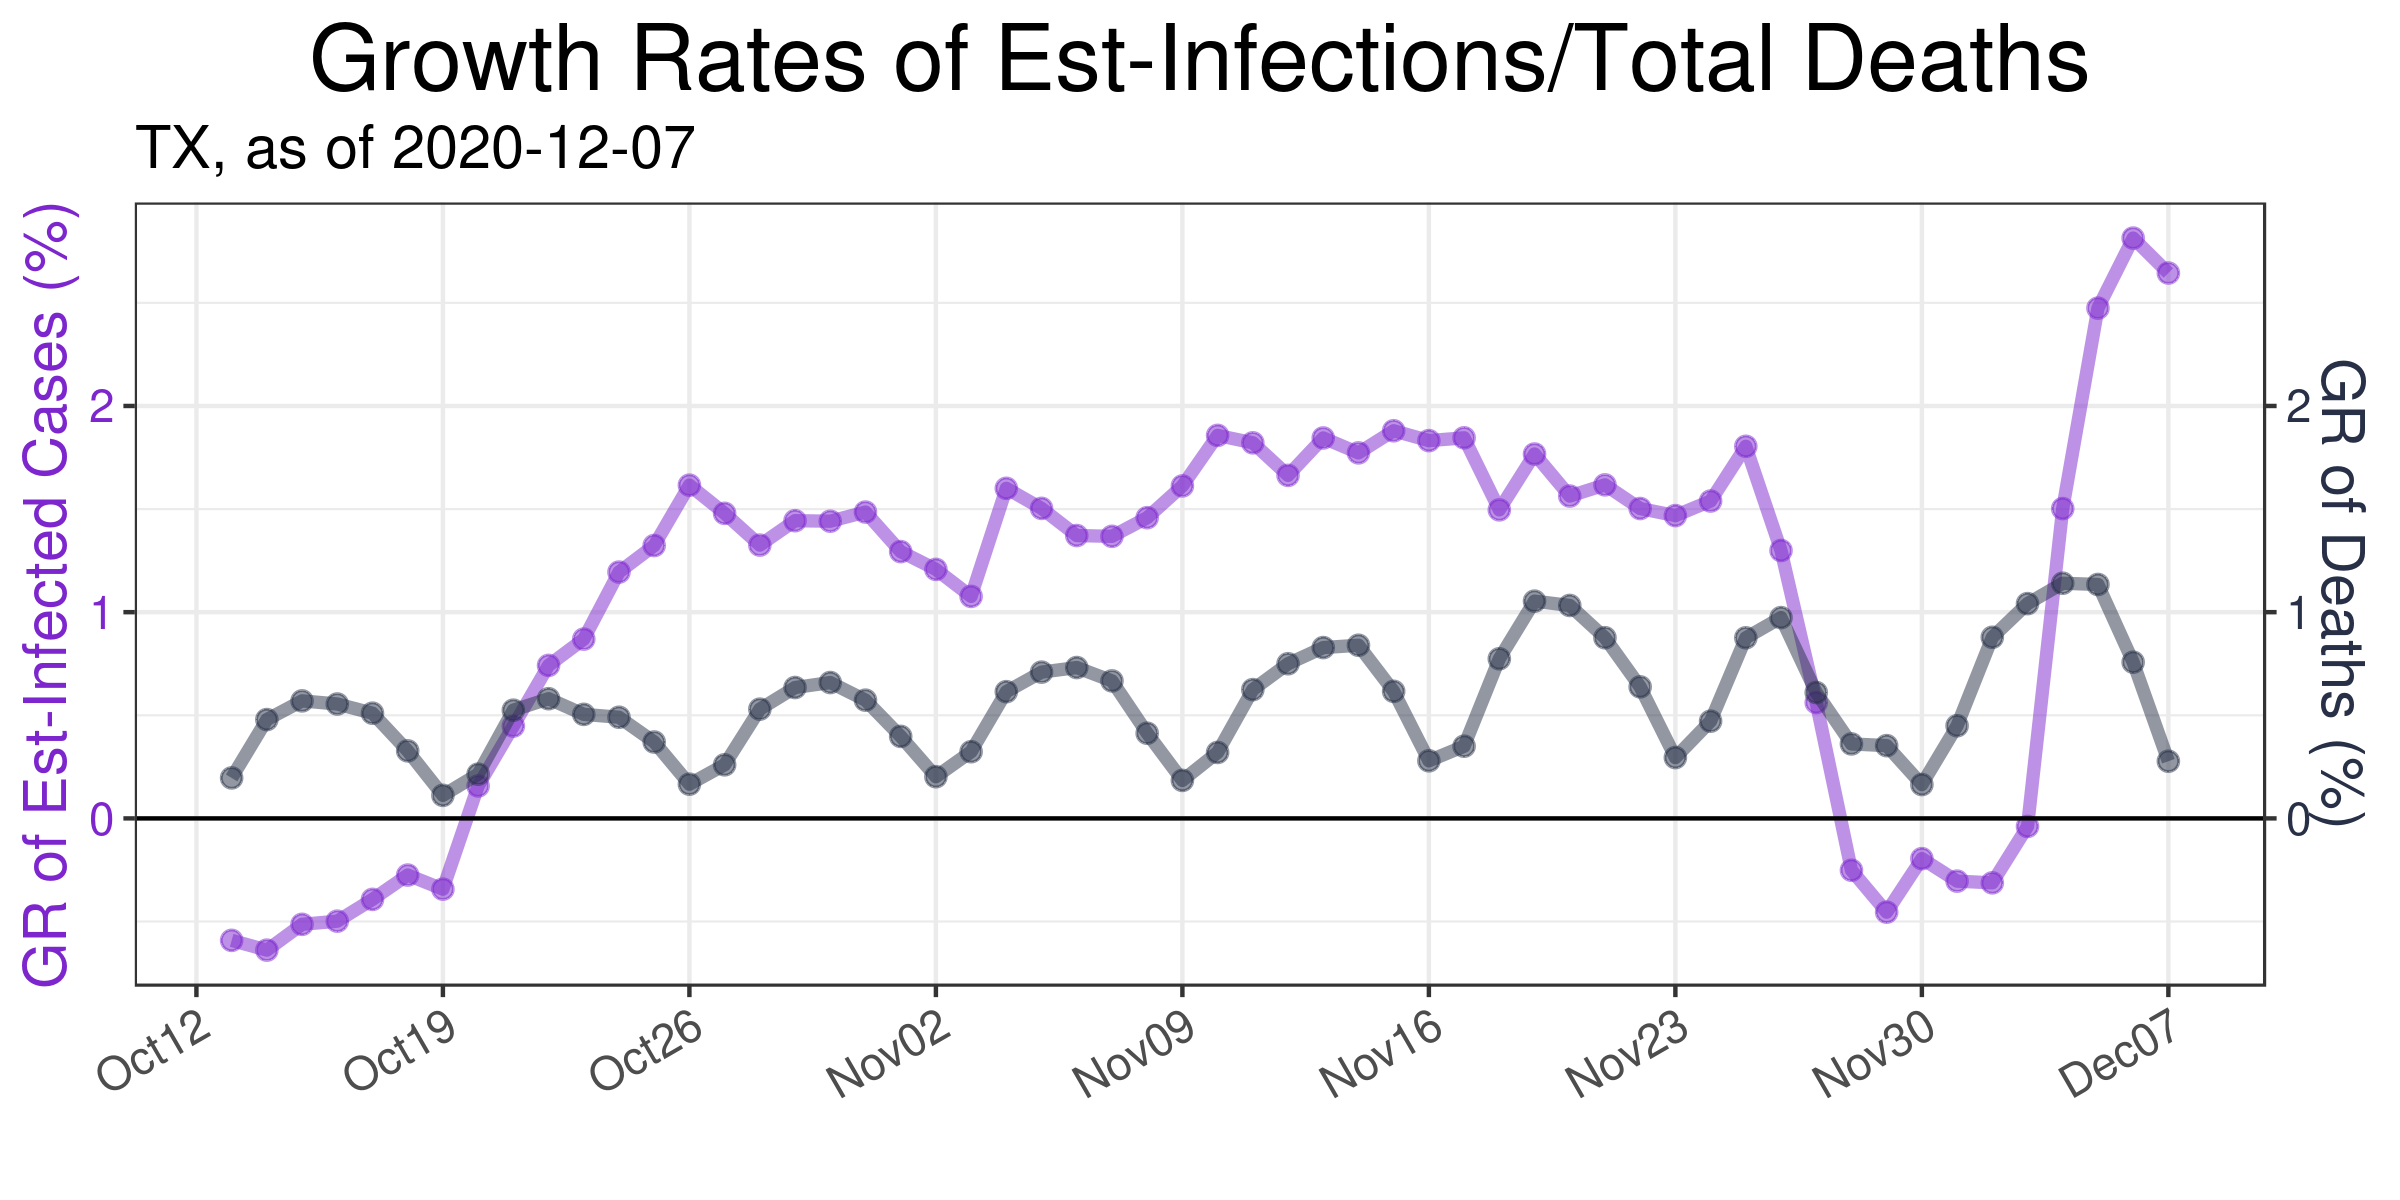 Growth Rates of Est-Infections/Total Deaths
TX, as of 2020-12-07
GR of Est-Infected Cases (%)
2
1
0
2
1
0
GR of Deaths (%)
Oct12
Oct19
Oct26
Nov02
Nov09
Nov16
Nov23
Nov30
Dec07